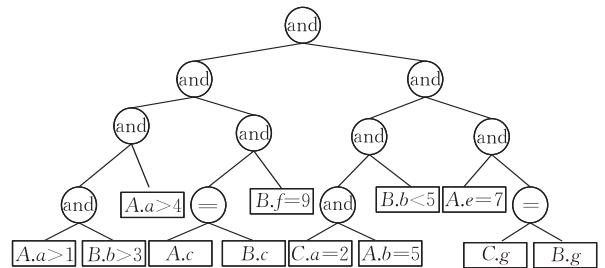 and
and and
and and and and
and A.a>4 = B.f=9 and B.b<5 A.e=7 =
A.a>1 B.b>3 A.c B.c C.a=2 A.b=5 C.g B.g